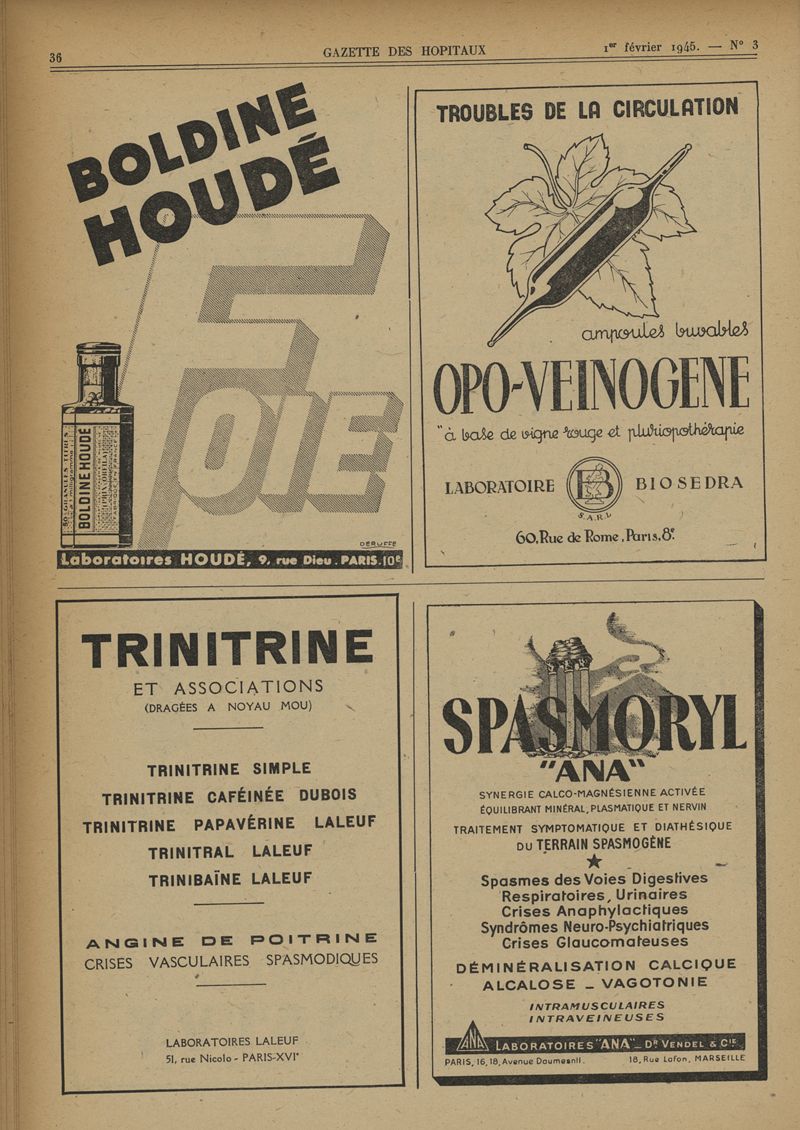 36
GAZETTE DES HOPITAUX
1er février 1945. — N° 3
BOLDINE
HOUDÉ
FOIE
BOLDINE HOUDÉ
DERUFFE
Laboratoires HOUDÉ, 9, rue Dieu. PARIS.10e
TROUBLES DE LA CIRCULATION
ampoules buvables
OPO-VEINOGENE
"à base de vigne rouge et pluriopothérapie
LABORATOIRE B BIOSEDRA
S.A.R.L
60, Rue de Rome, Paris, 8e.
TRINITRINE
ET ASSOCIATIONS
(DRAGÉES A NOYAU MOU)
TRINITRINE SIMPLE
TRINITRINE CAFÉINÉE DUBOIS
TRINITRINE PAPAVÉRINE LALEUF
TRINITRAL LALEUF
TRINIBAÏNE LALEUF
ANGINE DE POITRINE
CRISES VASCULAIRES SPASMODIQUES
LABORATOIRES LALEUF
51, rue Nicolo - PARIS-XVIe
SPASMORYL
"ANA"
SYNERGIE CALCO-MAGNÉSIENNE ACTIVÉE
ÉQUILIBRANT MINÉRAL, PLASMATIQUE ET NERVIN
TRAITEMENT SYMPTOMATIQUE ET DIATHÉSIQUE
DU TERRAIN SPASMOGÈNE
Spasmes des Voies Digestives
Respiratoires, Urinaires
Crises Anaphylactiques
Syndrômes Neuro-Psychiatriques
Crises Glaucomateuses
DÉMINÉRALISATION CALCIQUE
ALCALOSE _ VAGOTONIE
INTRAMUSCULAIRES
INTRAVEINEUSES
ANA LABORATOIRES "ANA" _ Dr VENDEL & Cie
PARIS, 16, 18, Avenue Daumesnil. 18, Rue Lafon, MARSEILLE